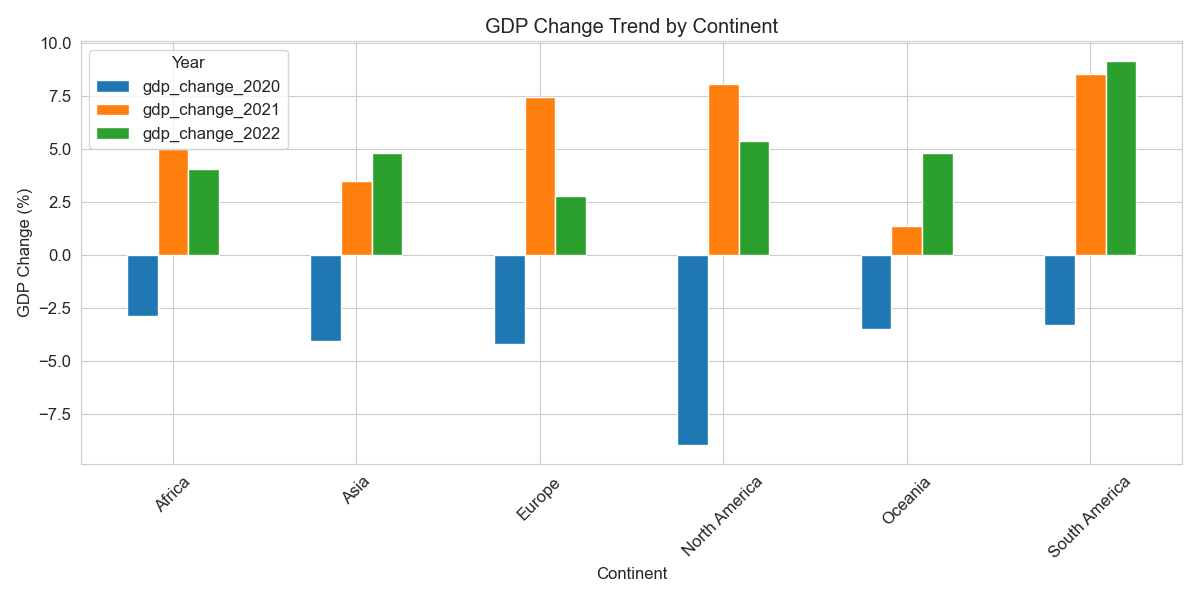 GDP Change Trend by Continent
Year
gdp_change_2020
gdp_change_2021
gdp_change_2022
GDP Change (%)
10.0
7.5
5.0
2.5
0.0
−2.5
−5.0
−7.5
Africa
Asia
Europe
North America
Oceania
South America
Continent